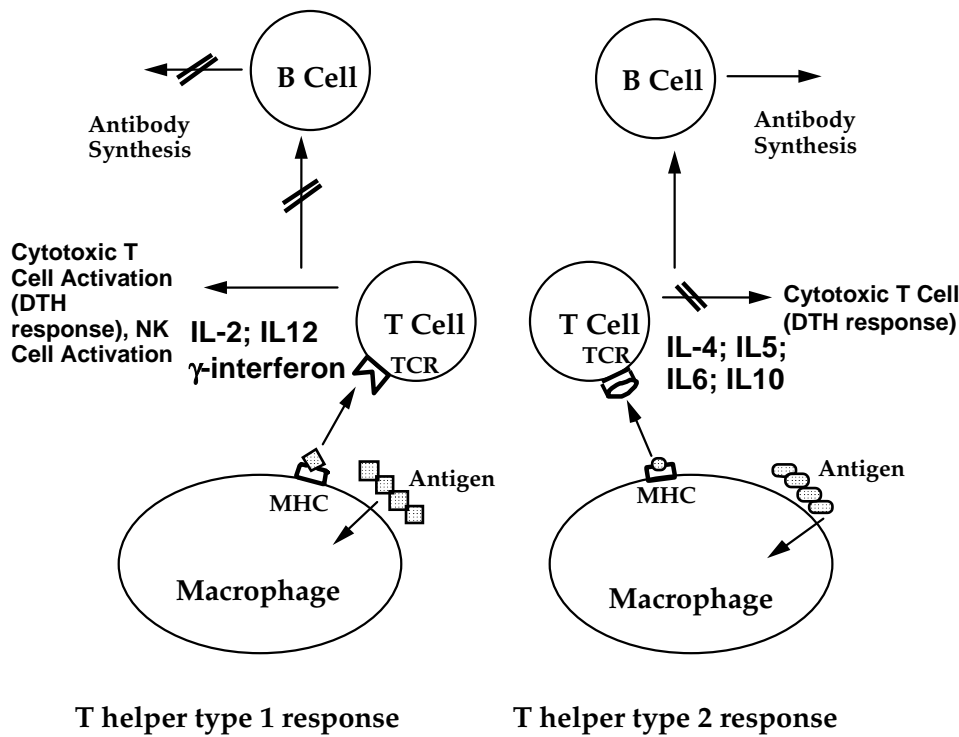 B Cell
Antibody
Synthesis
Cytotoxic T
Cell Activation
(DTH
response), NK
Cell Activation
IL-2; IL12
γ-interferon
T Cell
TCR
MHC
Antigen
Macrophage
T helper type 1 response
B Cell
Antibody
Synthesis
T Cell
TCR
Cytotoxic T Cell
(DTH response)
IL-4; IL5;
IL6; IL10
MHC
Antigen
Macrophage
T helper type 2 response